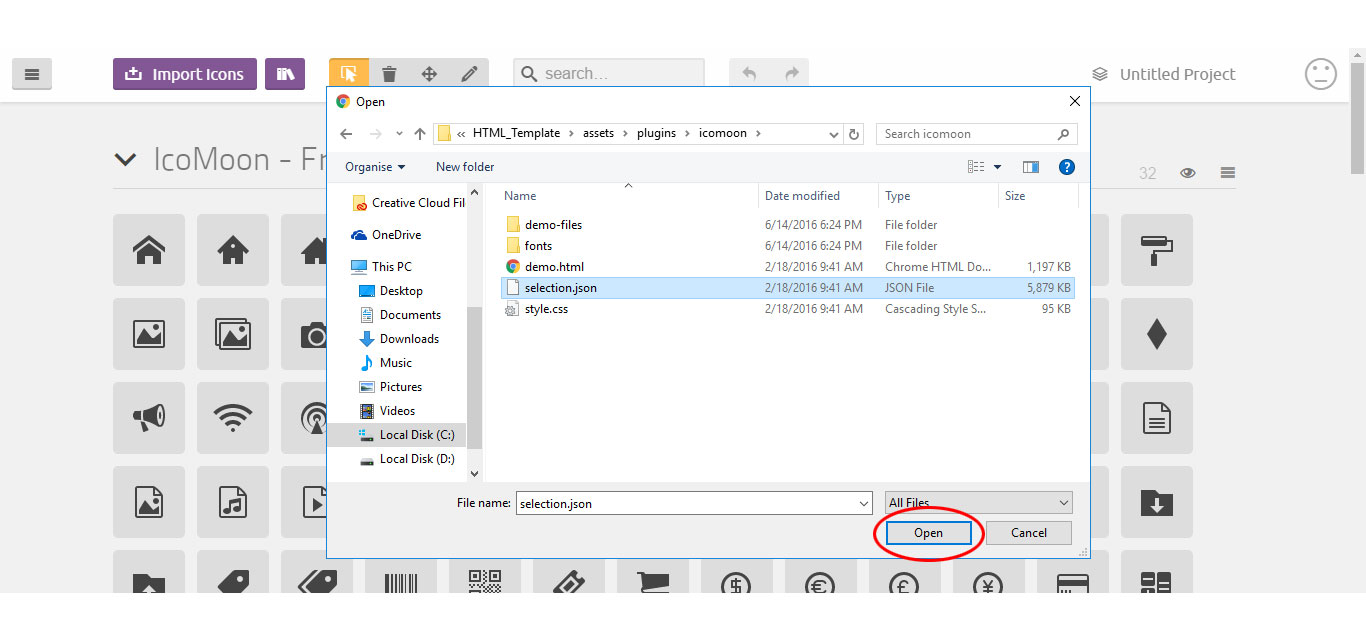 Import Icons
search...
Untitled Project
Open
« HTML_Template > assets > plugins > icomoon >
Search icomoon
IcoMoon - Fr
Organise
New folder
?
32
Name
Date modified
Type
Size
Creative Cloud Fil
OneDrive
This PC
Desktop
Documents
Downloads
Music
Pictures
Videos
Local Disk (C:)
Local Disk (D:)
demo-files 6/14/2016 6:24 PM File folder
fonts 6/14/2016 6:24 PM File folder
demo.html 2/18/2016 9:41 AM Chrome HTML Do... 1,197 KB
selection.json 2/18/2016 9:41 AM JSON File 5,879 KB
style.css 2/18/2016 9:41 AM Cascading Style S... 95 KB
File name: selection.json
All Files
Open
Cancel